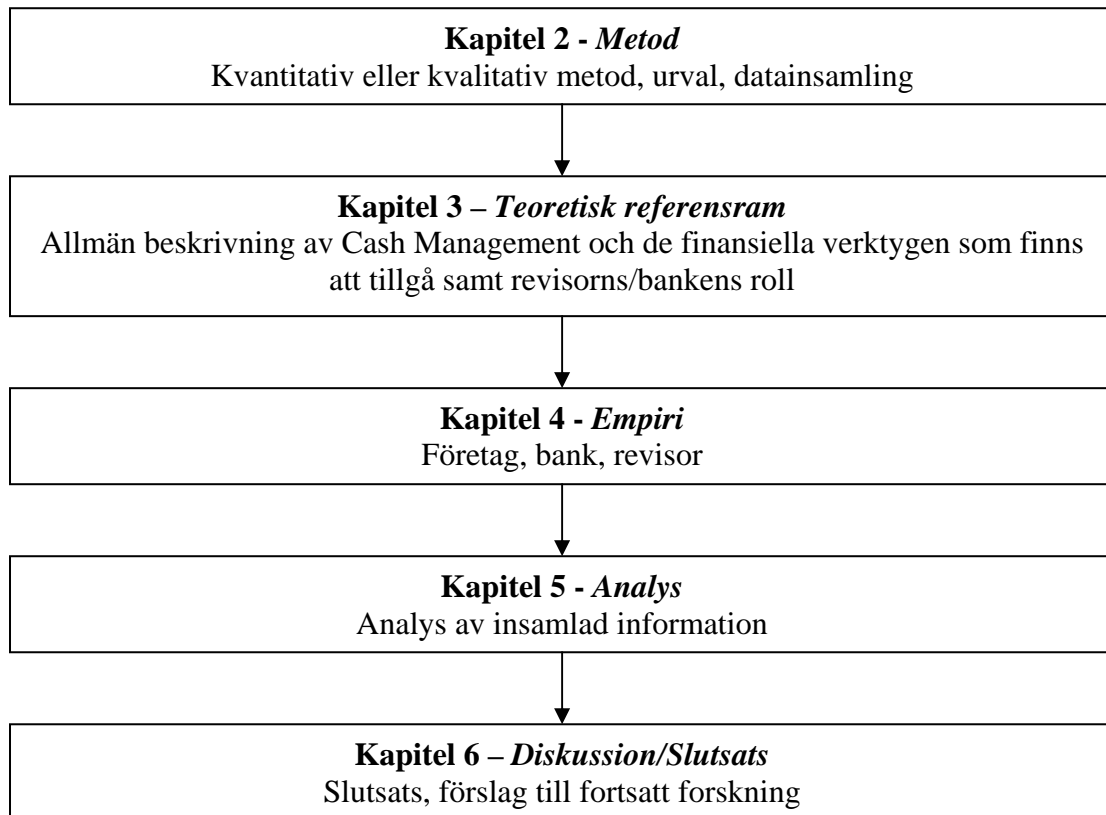 Kapitel 2 - Metod
Kvantitativ eller kvalitativ metod, urval, datainsamling
Kapitel 3 – Teoretisk referensram
Allmän beskrivning av Cash Management och de finansiella verktygen som finns
att tillgå samt revisorns/bankens roll
Kapitel 4 - Empiri
Företag, bank, revisor
Kapitel 5 - Analys
Analys av insamlad information
Kapitel 6 – Diskussion/Slutsats
Slutsats, förslag till fortsatt forskning